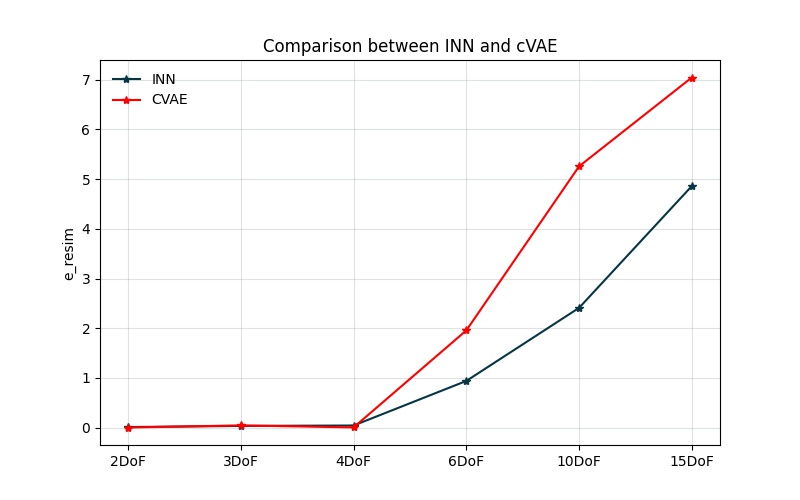 Comparison between INN and cVAE
INN
CVAE
7
6
5
4
3
2
1
0
e_resim
2DoF 3DoF 4DoF 6DoF 10DoF 15DoF